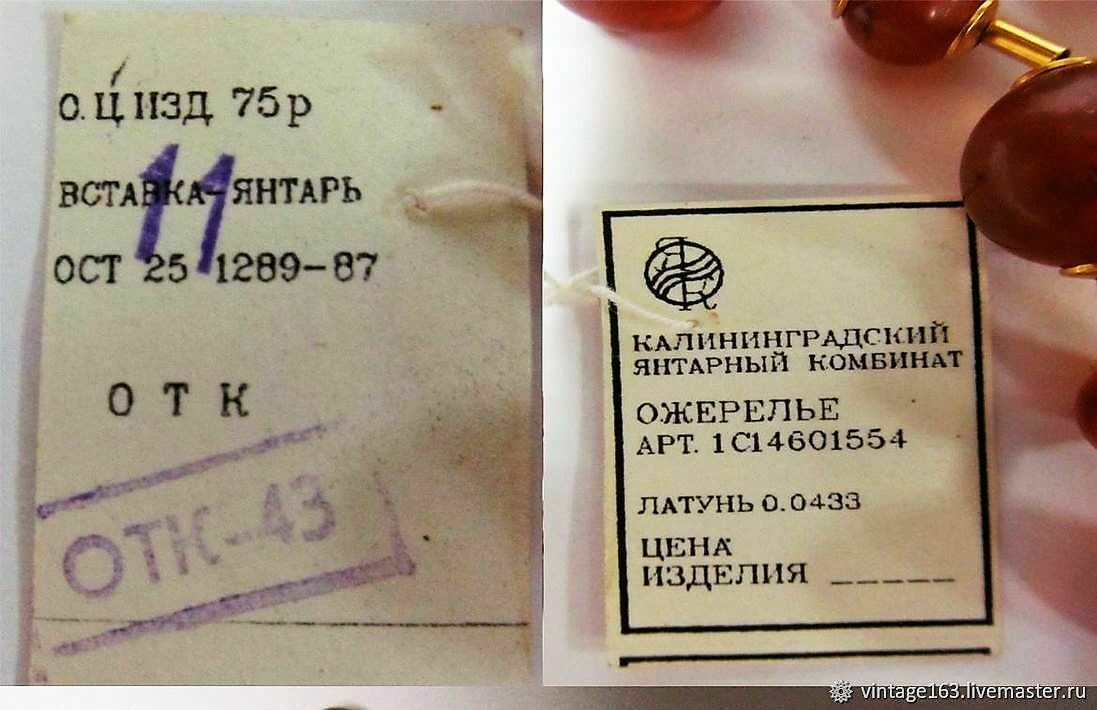 О.Ц ИЗД 75р
11
ВСТАВКА-ЯНТАРЬ
ОСТ 25 1289-87
О Т К
ОТК-43
КАЛИНИНГРАДСКИЙ
ЯНТАРНЫЙ КОМБИНАТ
ОЖЕРЕЛЬЕ
АРТ. 1С14601554
ЛАТУНЬ 0.0433
ЦЕНА
ИЗДЕЛИЯ _____
vintage163.livemaster.ru